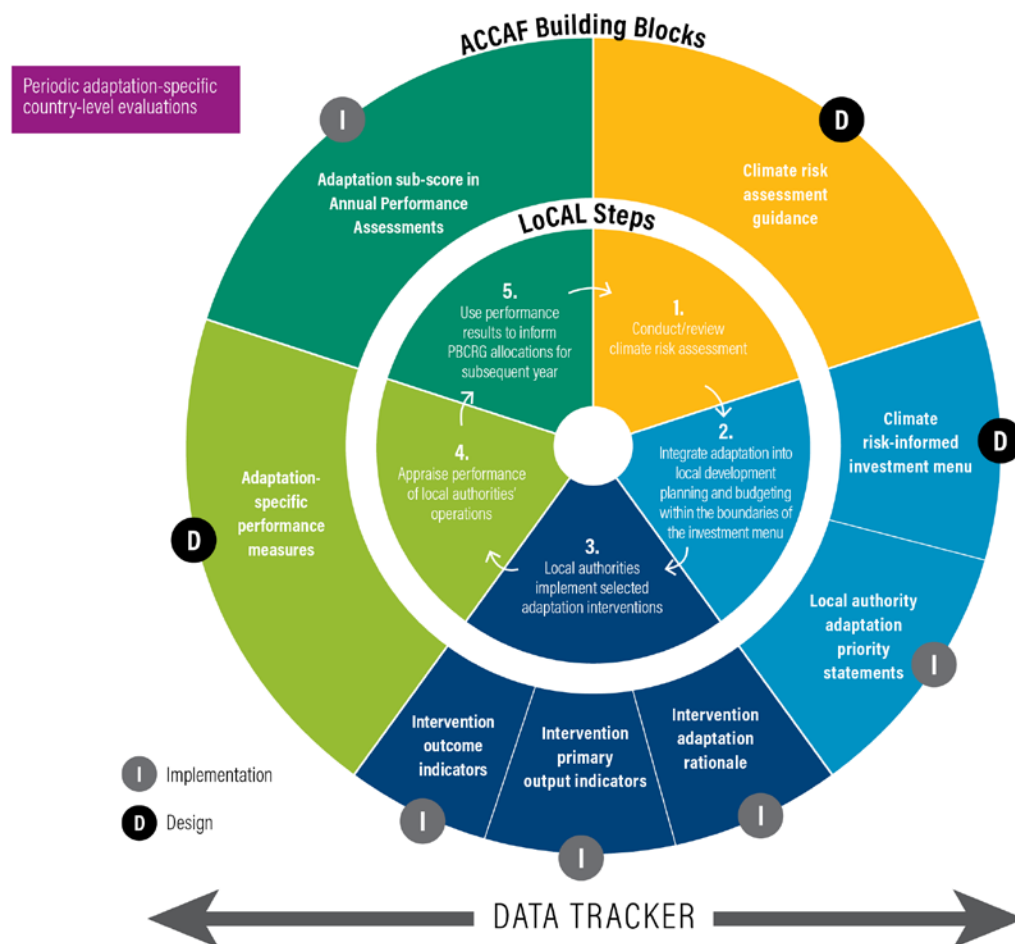 ACCAF Building Blocks
Periodic adaptation-specific
country-level evaluations
I
D
Adaptation sub-score in
Annual Performance
Assessments
Climate risk
assessment
guidance
LoCAL Steps
5.
Use performance
results to inform
PBCRG allocations for
subsequent year
1.
Conduct/review
climate risk assessment
2.
Integrate adaptation into
local development
planning and budgeting
within the boundaries of
the investment menu
Climate
risk-informed
investment menu
D
4.
Appraise performance
of local authorities'
operations
Adaptation-
specific
performance
measures
D
3.
Local authorities
implement selected
adaptation interventions
Local authority
adaptation
priority
statements
I
Intervention
outcome
indicators
I
Intervention
primary
output indicators
I
Intervention
adaptation
rationale
I
I Implementation
D Design
DATA TRACKER